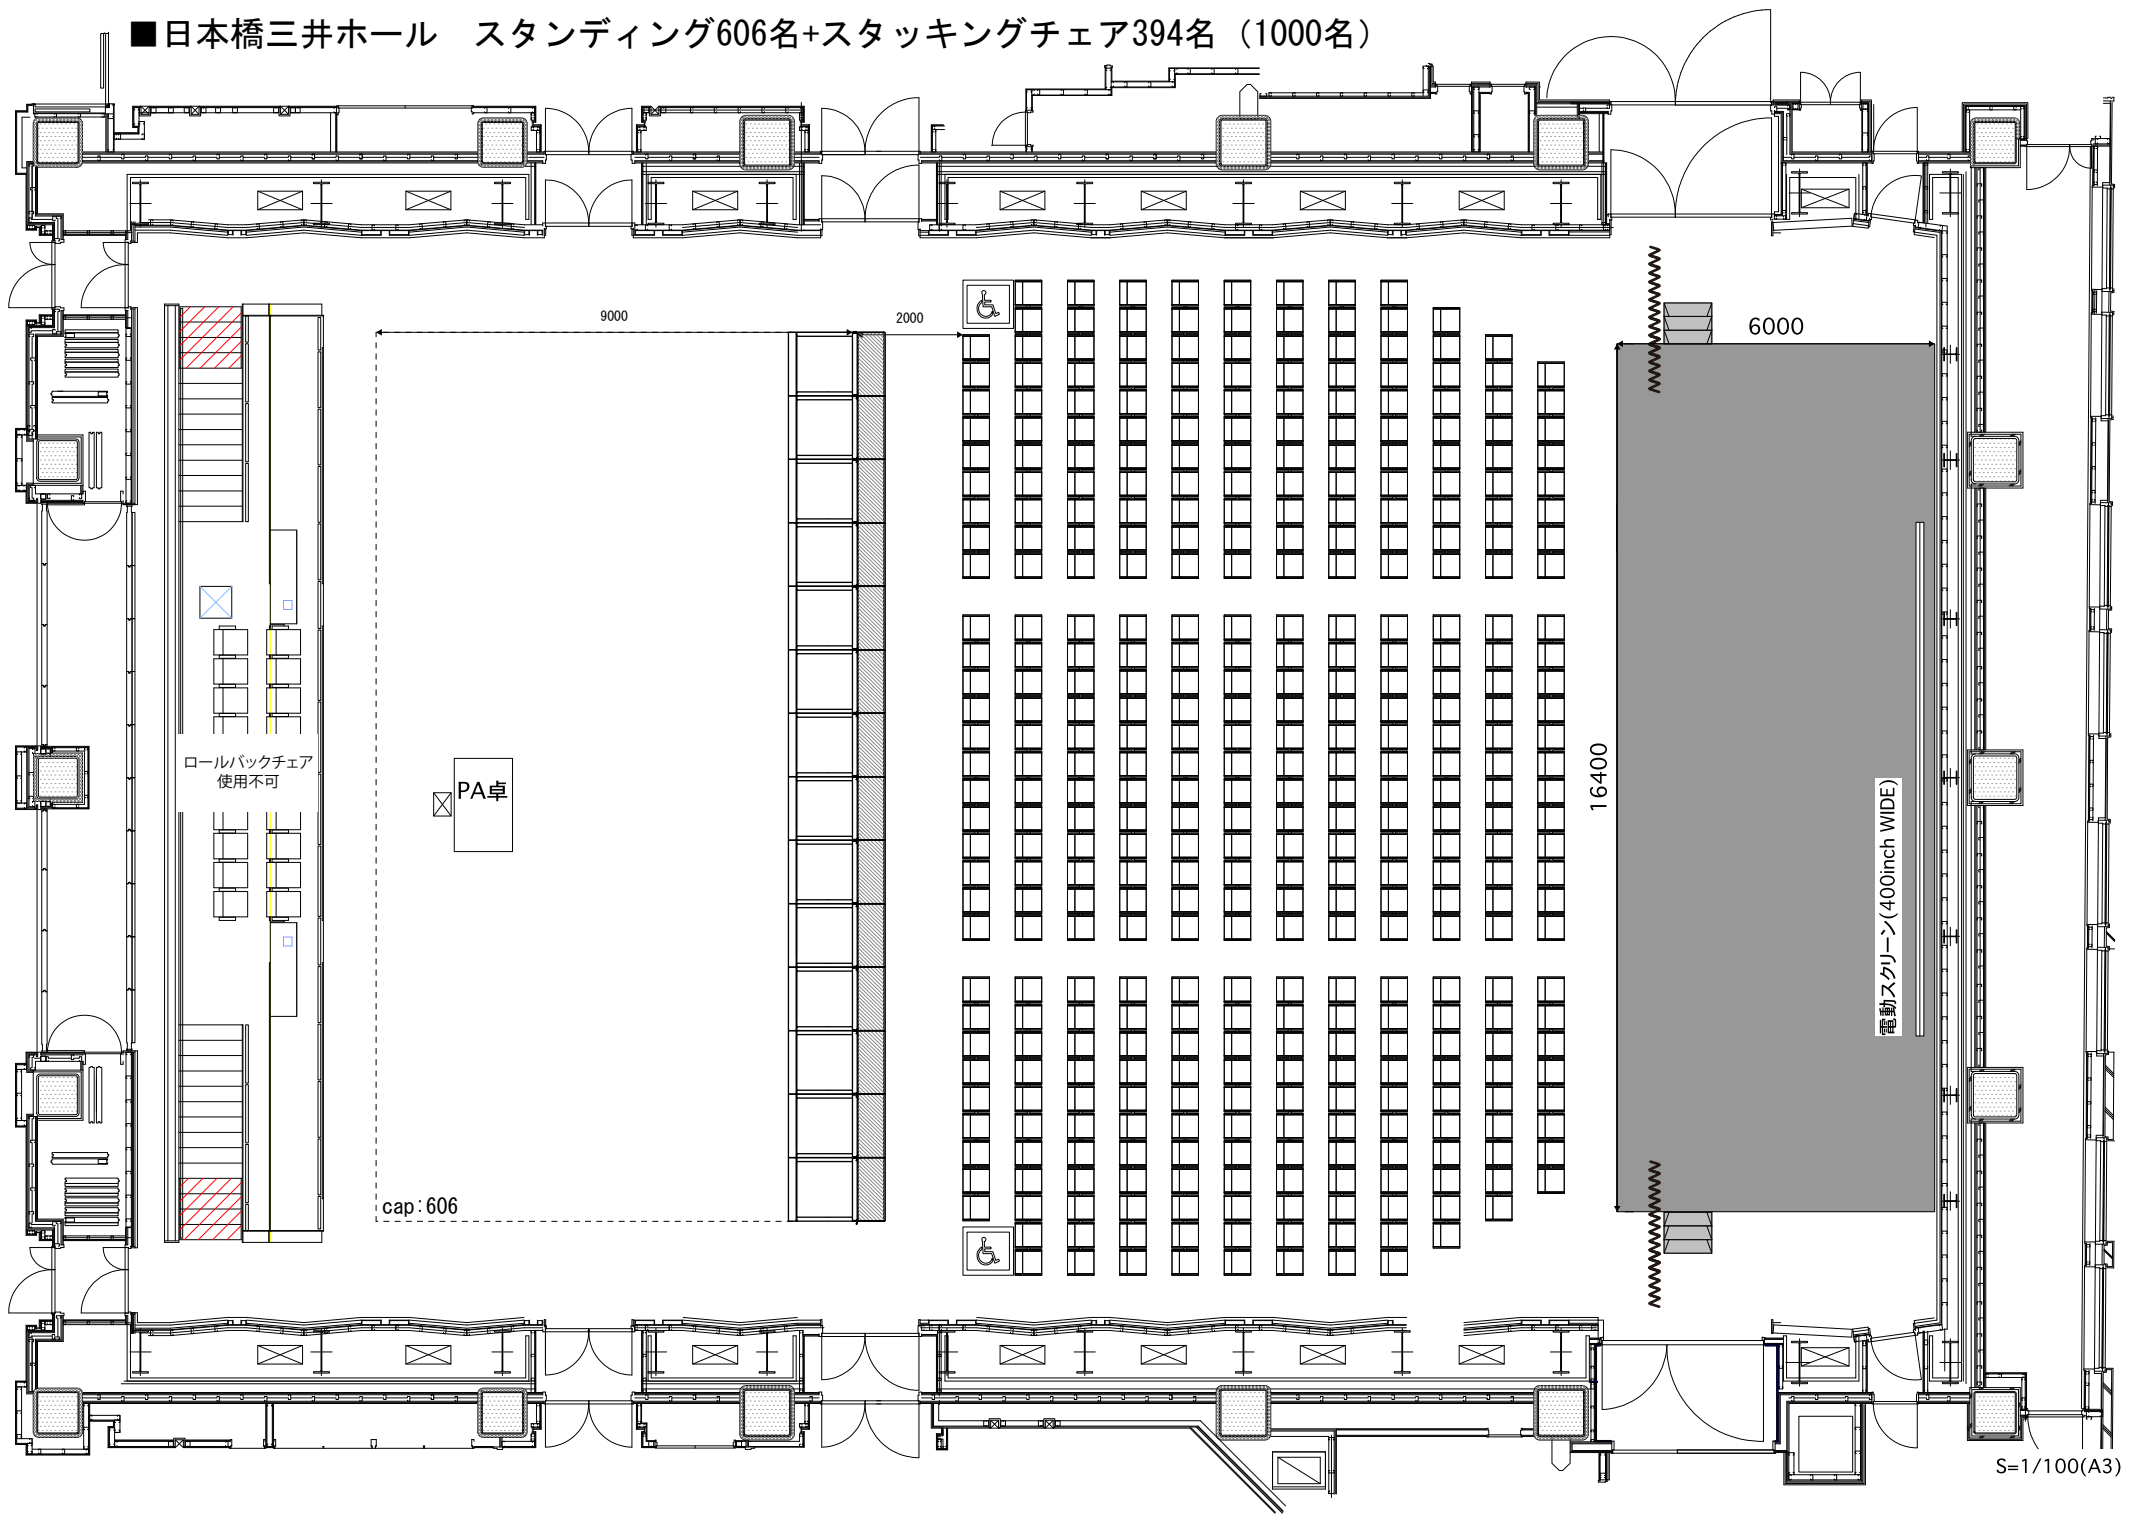 ■日本橋三井ホール　スタンディング606名+スタッキングチェア394名（1000名）
9000
2000
6000
16400
ロールバックチェア
使用不可
PA卓
電動スクリーン(400inch WIDE)
cap:606
S=1/100(A3)